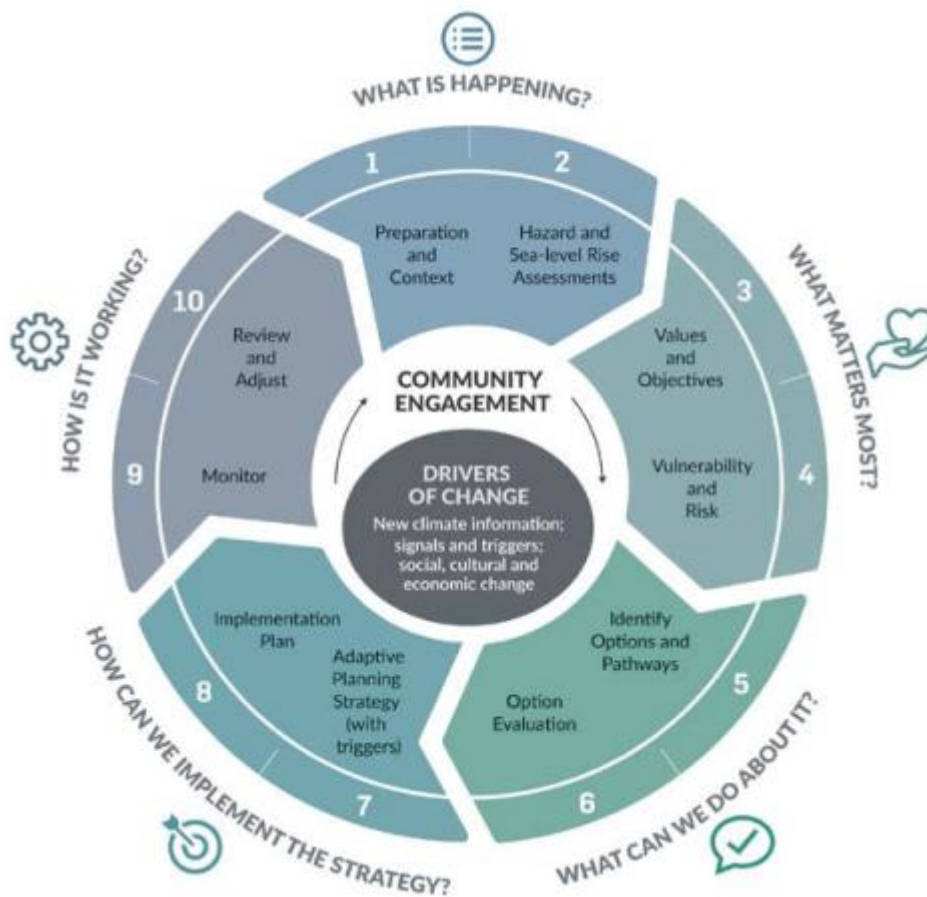 WHAT IS HAPPENING?
1
2
Preparation
and
Context
Hazard and
Sea-level Rise
Assessments
WHAT MATTERS MOST?
3
4
Values
and
Objectives
Vulnerability
and
Risk
WHAT CAN WE DO ABOUT IT?
5
6
Identify
Options and
Pathways
Option
Evaluation
HOW CAN WE IMPLEMENT THE STRATEGY?
7
8
Adaptive
Planning
Strategy
(with
triggers)
Implementation
Plan
HOW IS IT WORKING?
9
10
Monitor
Review
and
Adjust
COMMUNITY
ENGAGEMENT
DRIVERS
OF CHANGE
New climate information;
signals and triggers;
social, cultural and
economic change